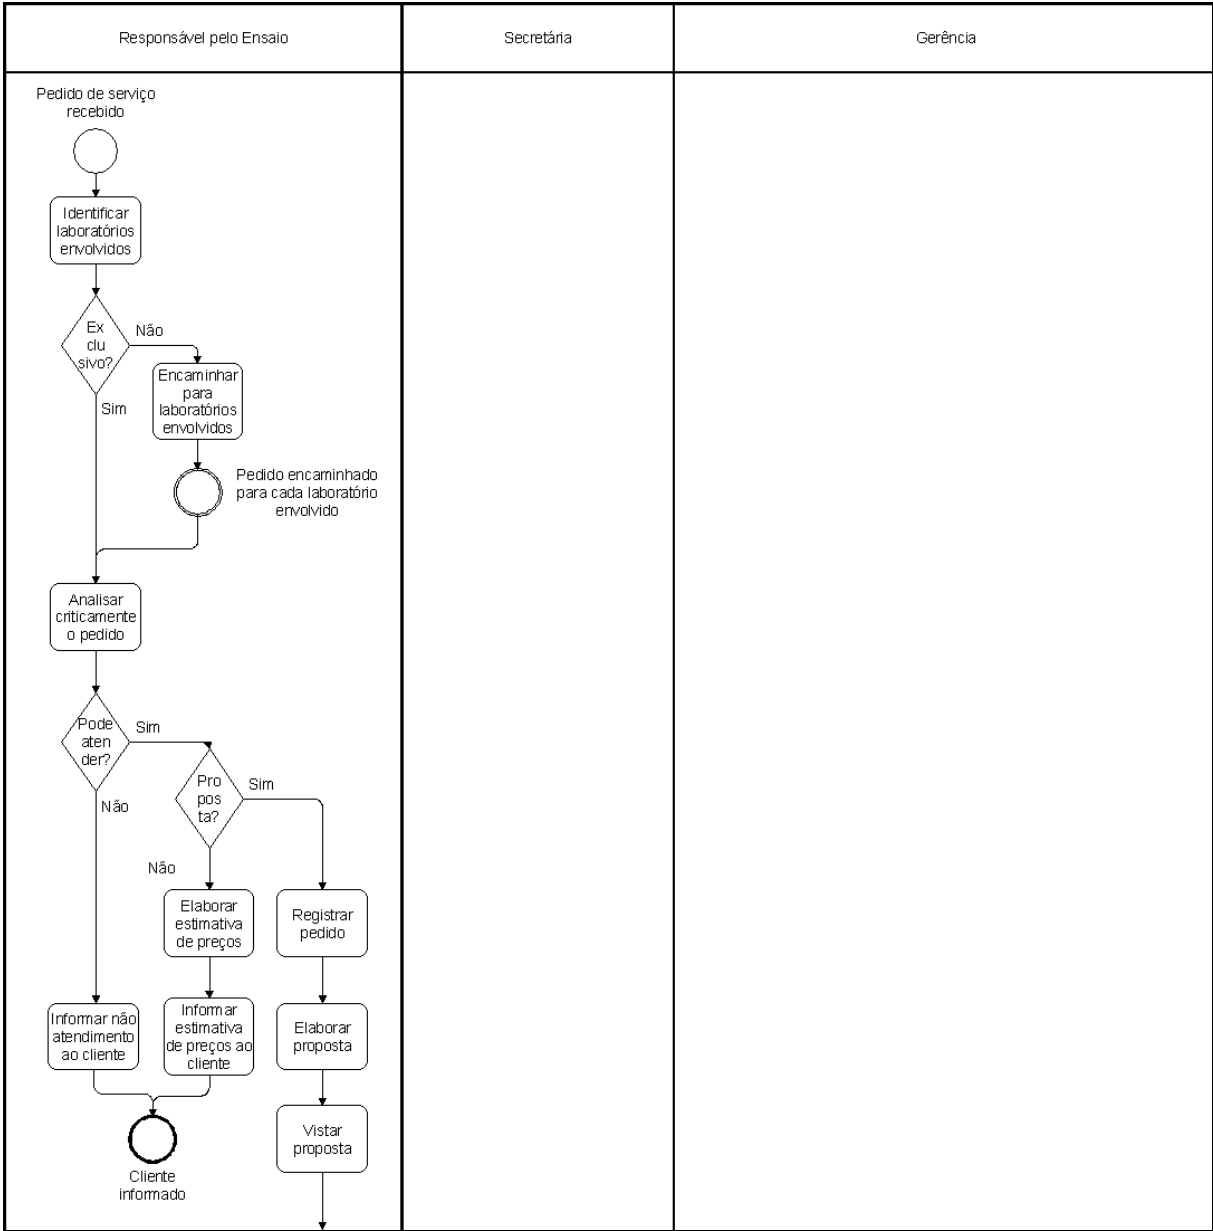 Responsável pelo Ensaio
Secretária
Gerência
Pedido de serviço
recebido
Identificar
laboratórios
envolvidos
Ex
clu
sivo?
Não
Sim
Encaminhar
para
laboratórios
envolvidos
Pedido encaminhado
para cada laboratório
envolvido
Analisar
criticamente
o pedido
Pode
aten
der?
Sim
Não
Pro
pos
ta?
Sim
Não
Elaborar
estimativa
de preços
Registrar
pedido
Informar não
atendimento
ao cliente
Informar
estimativa
de preços ao
cliente
Elaborar
proposta
Vistar
proposta
Cliente
informado